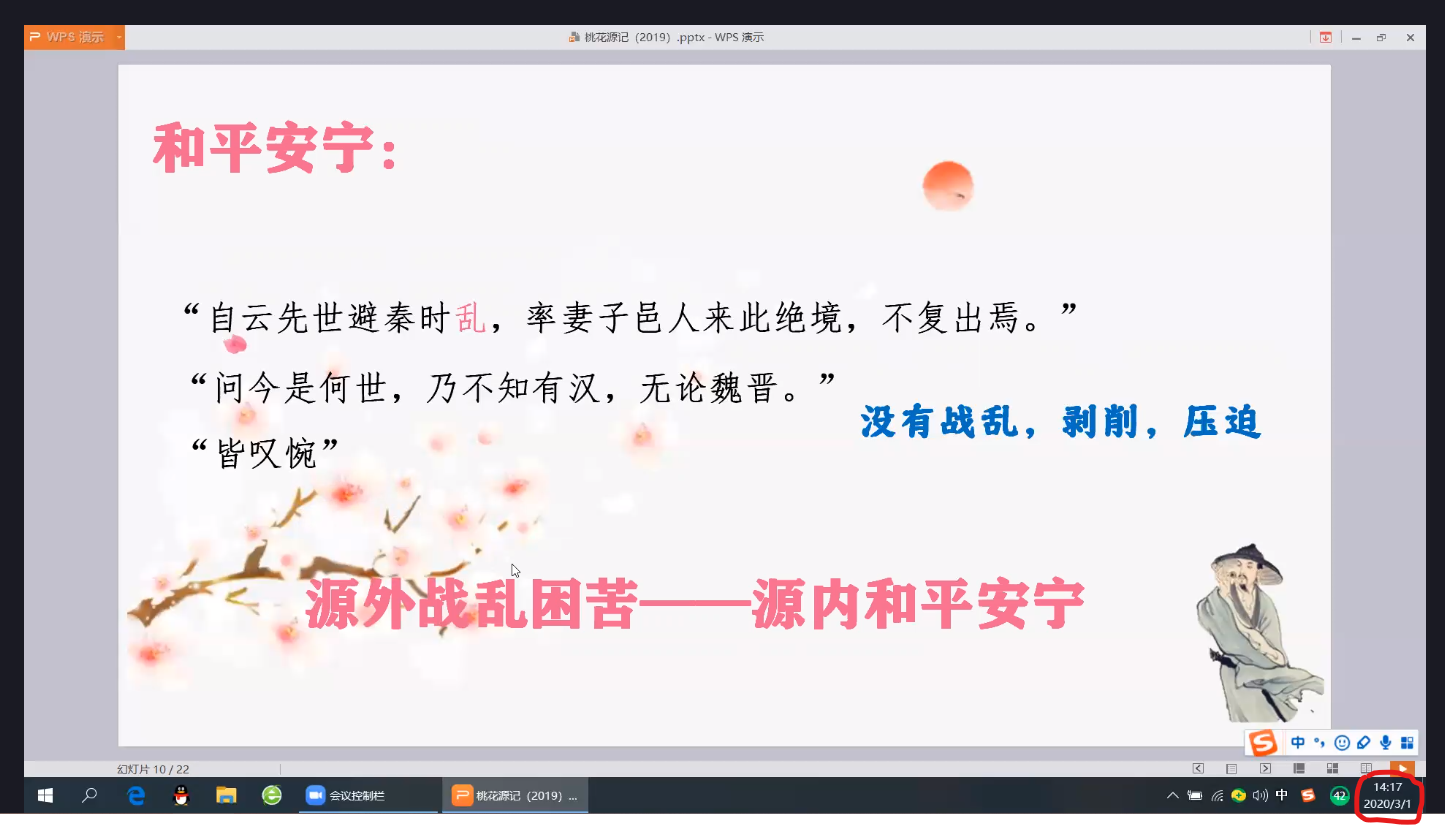 WPS 演示
桃花源记（2019）.pptx - WPS 演示
和平安宁：
“自云先世避秦时乱，率妻子邑人来此绝境，不复出焉。”
“问今是何世，乃不知有汉，无论魏晋。”
没有战乱，剥削，压迫
“皆叹惋”
源外战乱困苦——源内和平安宁
中
幻灯片 10 / 22
会议控制栏
桃花源记（2019）...
中
42
14:17
2020/3/1